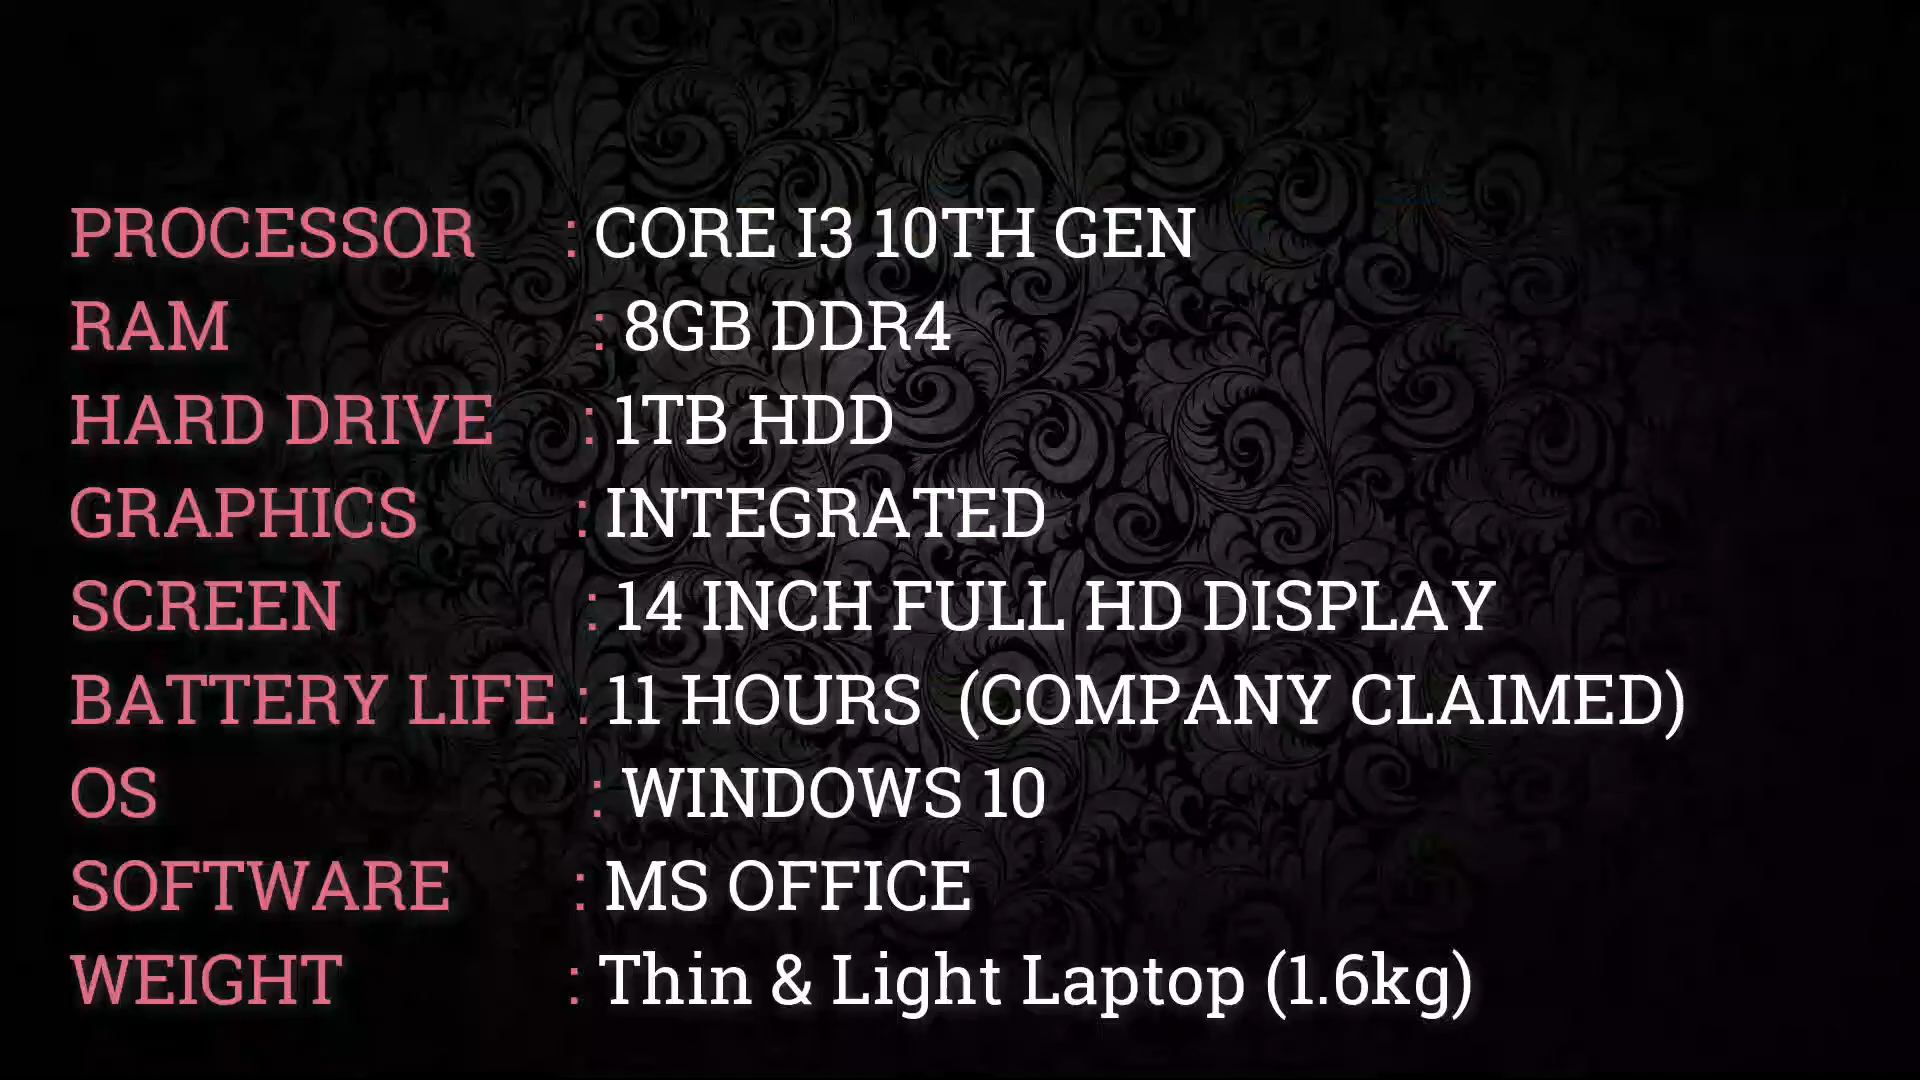 PROCESSOR : CORE I3 10TH GEN
RAM : 8GB DDR4
HARD DRIVE : 1TB HDD
GRAPHICS : INTEGRATED
SCREEN : 14 INCH FULL HD DISPLAY
BATTERY LIFE : 11 HOURS (COMPANY CLAIMED)
OS : WINDOWS 10
SOFTWARE : MS OFFICE
WEIGHT : Thin & Light Laptop (1.6kg)